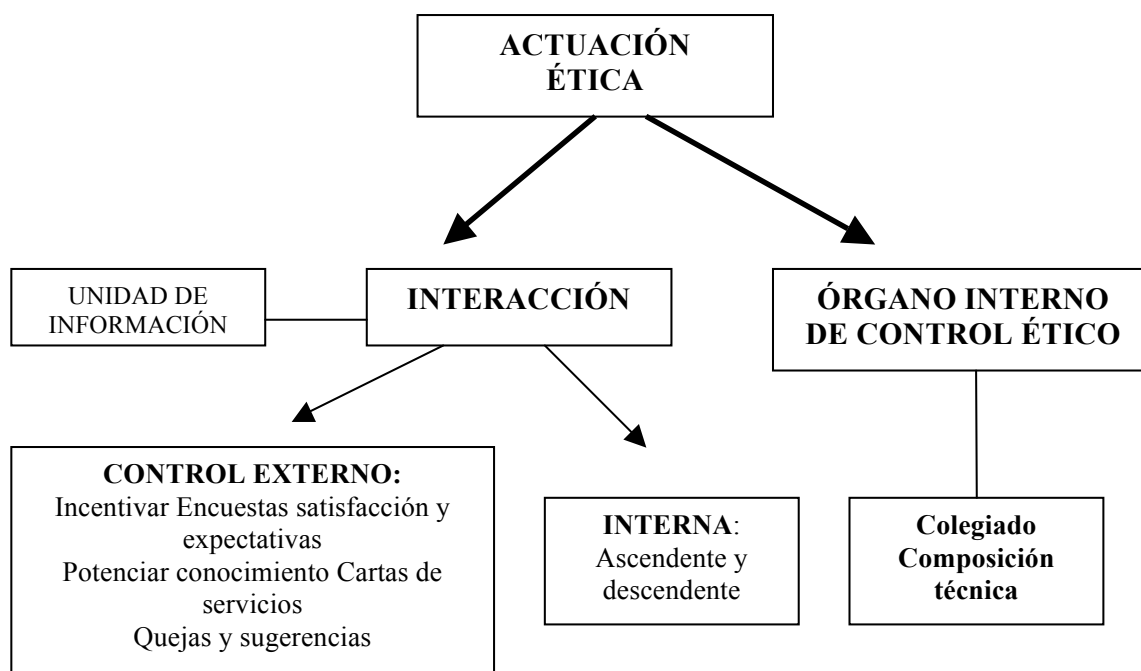 ACTUACIÓN
ÉTICA
UNIDAD DE
INFORMACIÓN
INTERACCIÓN
ÓRGANO INTERNO
DE CONTROL ÉTICO
CONTROL EXTERNO:
Incentivar Encuestas satisfacción y
expectativas
Potenciar conocimiento Cartas de
servicios
Quejas y sugerencias
INTERNA:
Ascendente y
descendente
Colegiado
Composición
técnica